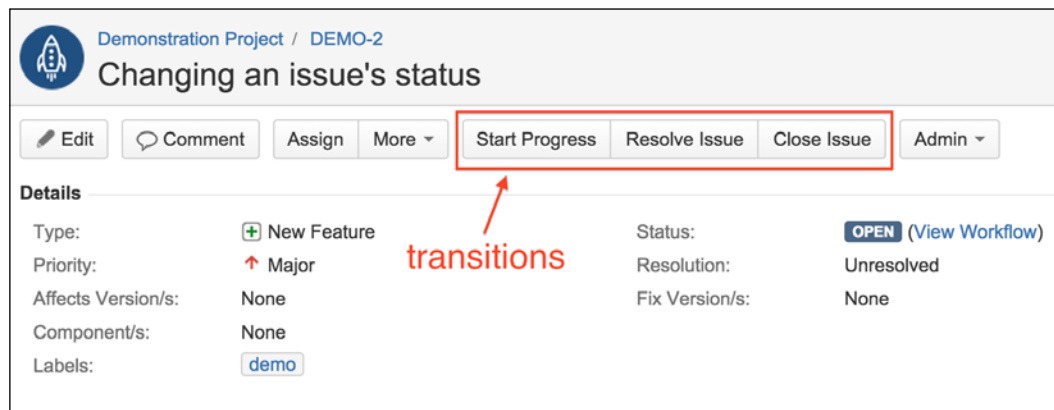 Demonstration Project / DEMO-2
Changing an issue's status
Edit Comment Assign More Start Progress Resolve Issue Close Issue Admin
Details
Type: New Feature Status: OPEN (View Workflow)
Priority: Major transitions Resolution: Unresolved
Affects Version/s: None Fix Version/s: None
Component/s: None
Labels: demo